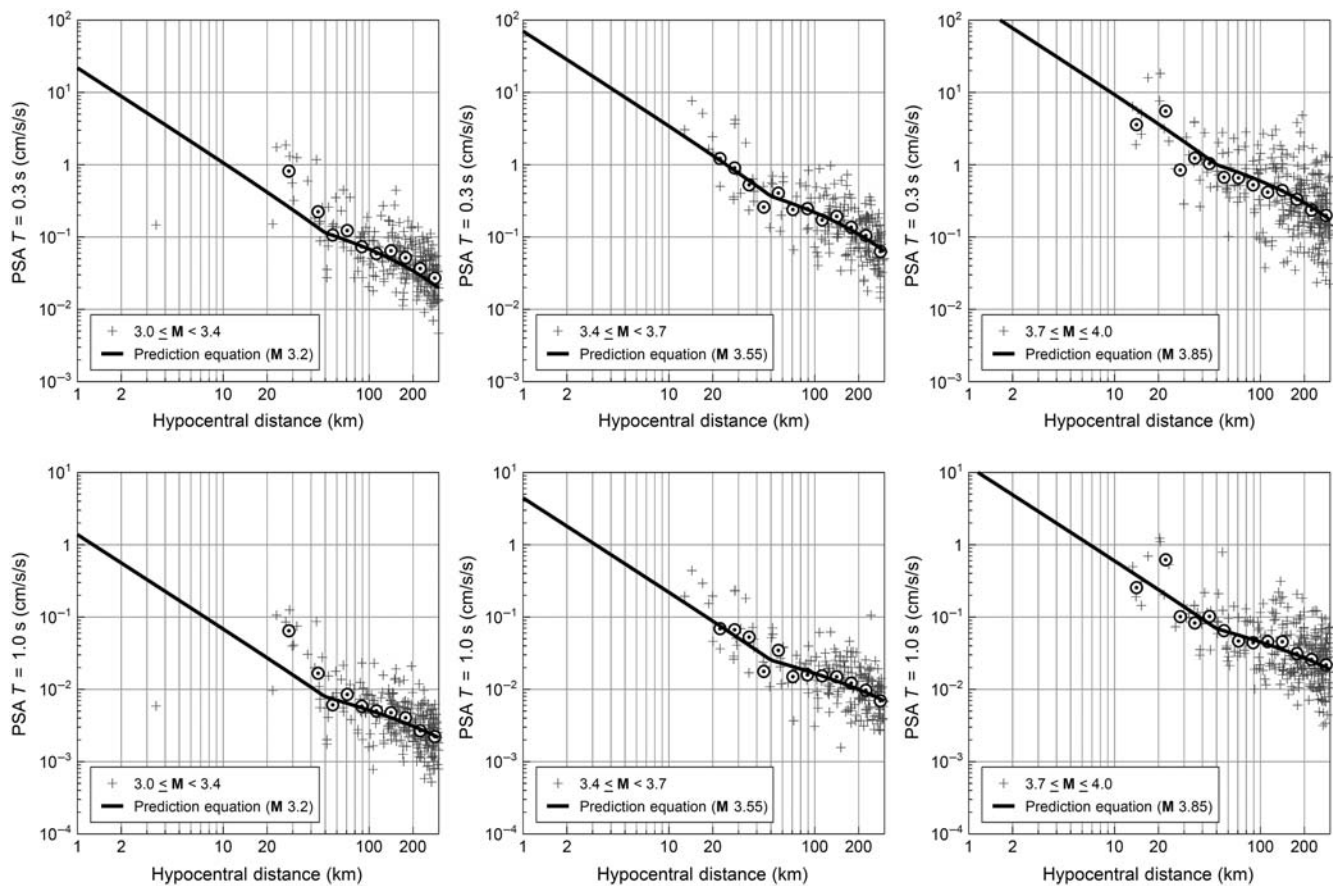 10² 10² 10²
10¹ 10¹ 10¹
1 1 1
10⁻¹ 10⁻¹ 10⁻¹
10⁻² 10⁻² 10⁻²
10⁻³ 10⁻³ 10⁻³
PSA T = 0.3 s (cm/s/s)
PSA T = 0.3 s (cm/s/s)
PSA T = 0.3 s (cm/s/s)
3.0 ≤ M < 3.4
Prediction equation (M 3.2)
3.4 ≤ M < 3.7
Prediction equation (M 3.55)
3.7 ≤ M ≤ 4.0
Prediction equation (M 3.85)
1 2 10 20 100 200
1 2 10 20 100 200
1 2 10 20 100 200
Hypocentral distance (km)
Hypocentral distance (km)
Hypocentral distance (km)
10¹ 10¹ 10¹
1 1 1
10⁻¹ 10⁻¹ 10⁻¹
10⁻² 10⁻² 10⁻²
10⁻³ 10⁻³ 10⁻³
10⁻⁴ 10⁻⁴ 10⁻⁴
PSA T = 1.0 s (cm/s/s)
PSA T = 1.0 s (cm/s/s)
PSA T = 1.0 s (cm/s/s)
3.0 ≤ M < 3.4
Prediction equation (M 3.2)
3.4 ≤ M < 3.7
Prediction equation (M 3.55)
3.7 ≤ M ≤ 4.0
Prediction equation (M 3.85)
1 2 10 20 100 200
1 2 10 20 100 200
1 2 10 20 100 200
Hypocentral distance (km)
Hypocentral distance (km)
Hypocentral distance (km)